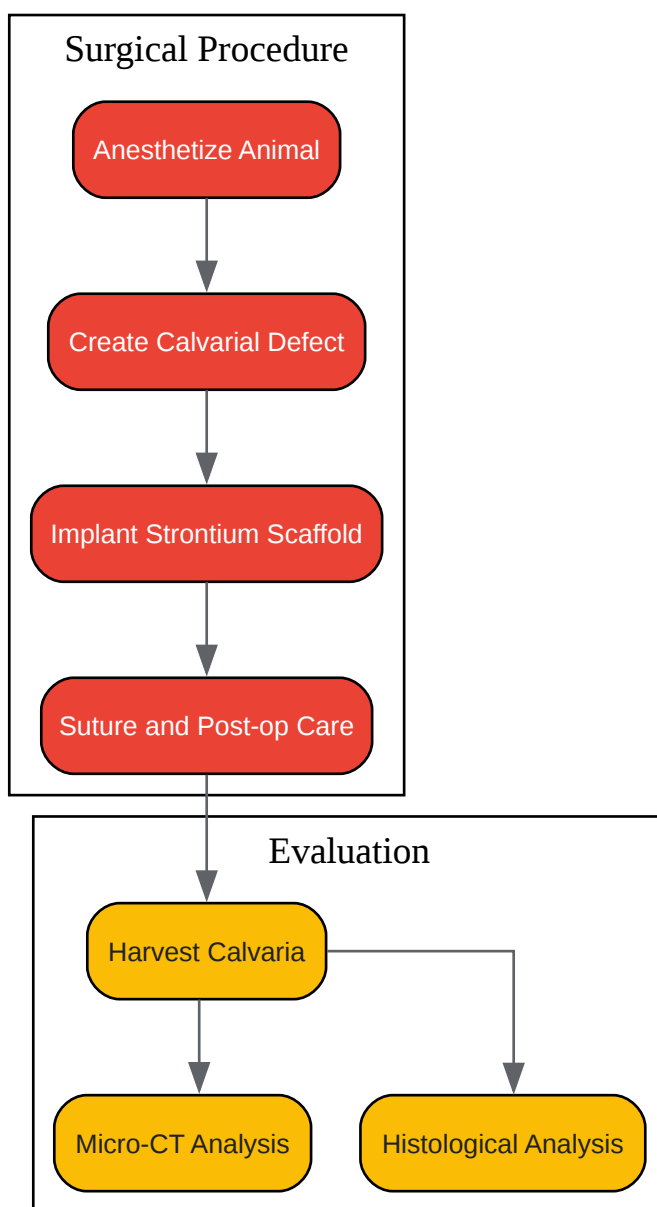 Surgical Procedure
Anesthetize Animal
Create Calvarial Defect
Implant Strontium Scaffold
Suture and Post-op Care
Evaluation
Harvest Calvaria
Micro-CT Analysis
Histological Analysis